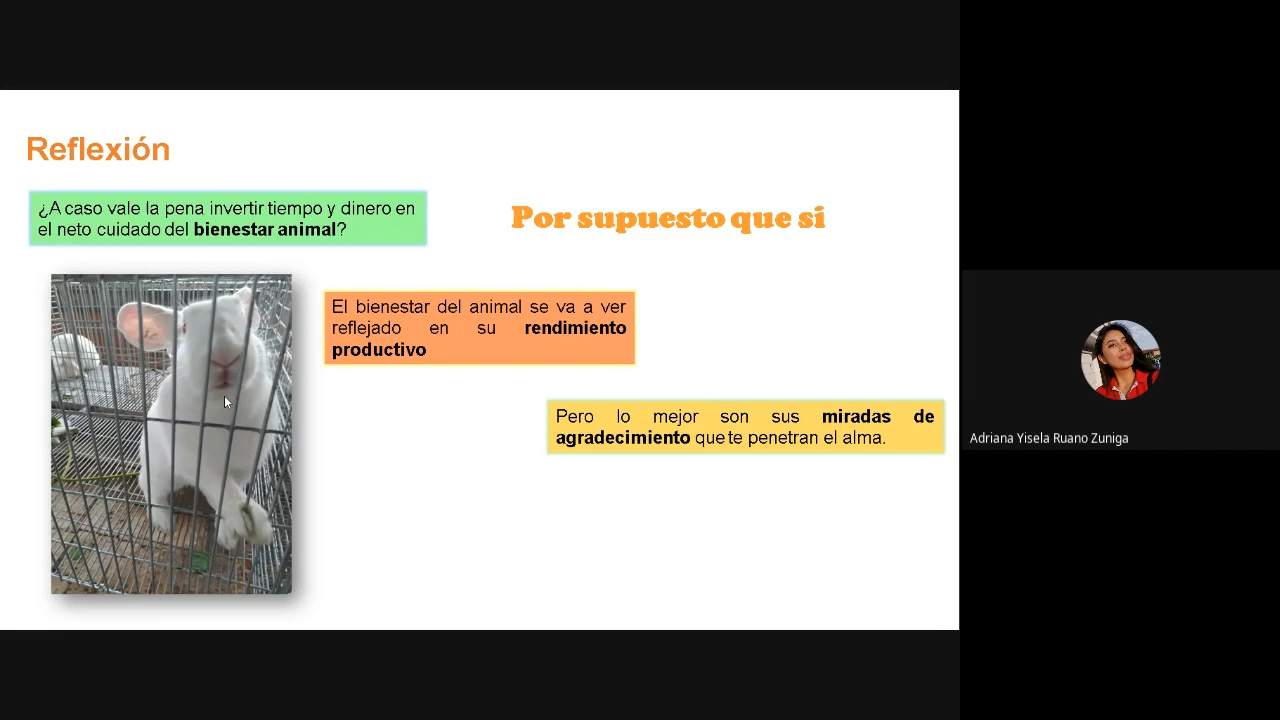 Reflexión
¿A caso vale la pena invertir tiempo y dinero en
el neto cuidado del bienestar animal?
Por supuesto que si
El bienestar del animal se va a ver
reflejado en su rendimiento
productivo
Pero lo mejor son sus miradas de
agradecimiento que te penetran el alma.
Adriana Yisela Ruano Zuniga